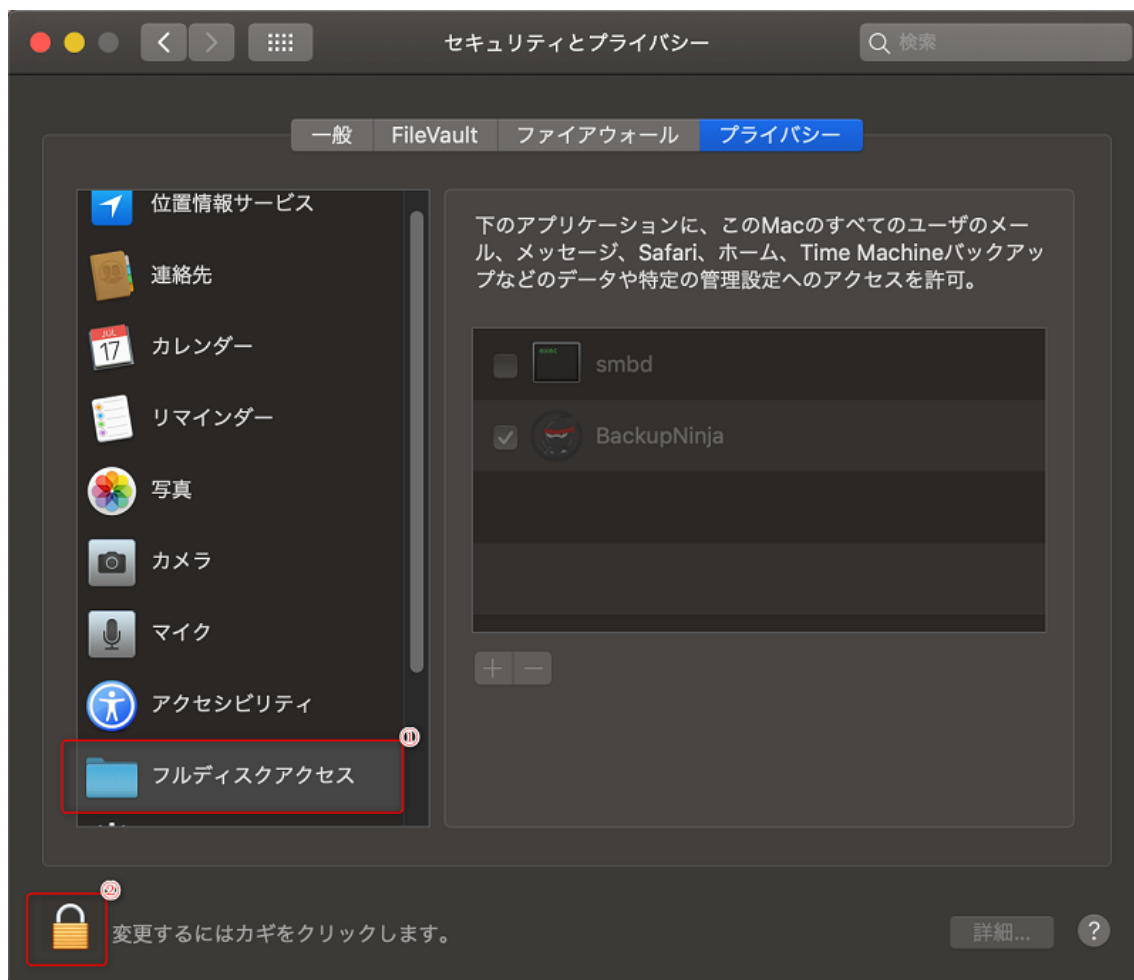 セキュリティとプライバシー
検索
一般
FileVault
ファイアウォール
プライバシー
位置情報サービス
連絡先
JUL
17
カレンダー
リマインダー
写真
カメラ
マイク
アクセシビリティ
①
フルディスクアクセス
下のアプリケーションに、このMacのすべてのユーザのメー
ル、メッセージ、Safari、ホーム、Time Machineバックアッ
プなどのデータや特定の管理設定へのアクセスを許可。
exec
smbd
BackupNinja
②
変更するにはカギをクリックします。
詳細...
?